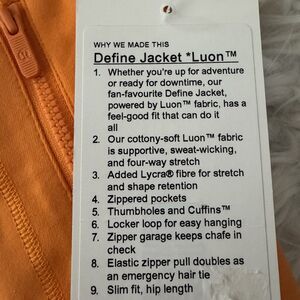 WHY WE MADE THIS
Define Jacket *Luon™
1. Whether you're up for adventure
or ready for downtime, our
fan-favourite Define Jacket,
powered by Luon™ fabric, has a
feel-good fit that can do it
all
2. Our cottony-soft Luon™ fabric
is supportive, sweat-wicking,
and four-way stretch
3. Added Lycra® fibre for stretch
and shape retention
4. Zippered pockets
5. Thumbholes and Cuffins™
6. Locker loop for easy hanging
7. Zipper garage keeps chafe in
check
8. Elastic zipper pull doubles as
an emergency hair tie
9. Slim fit, hip length